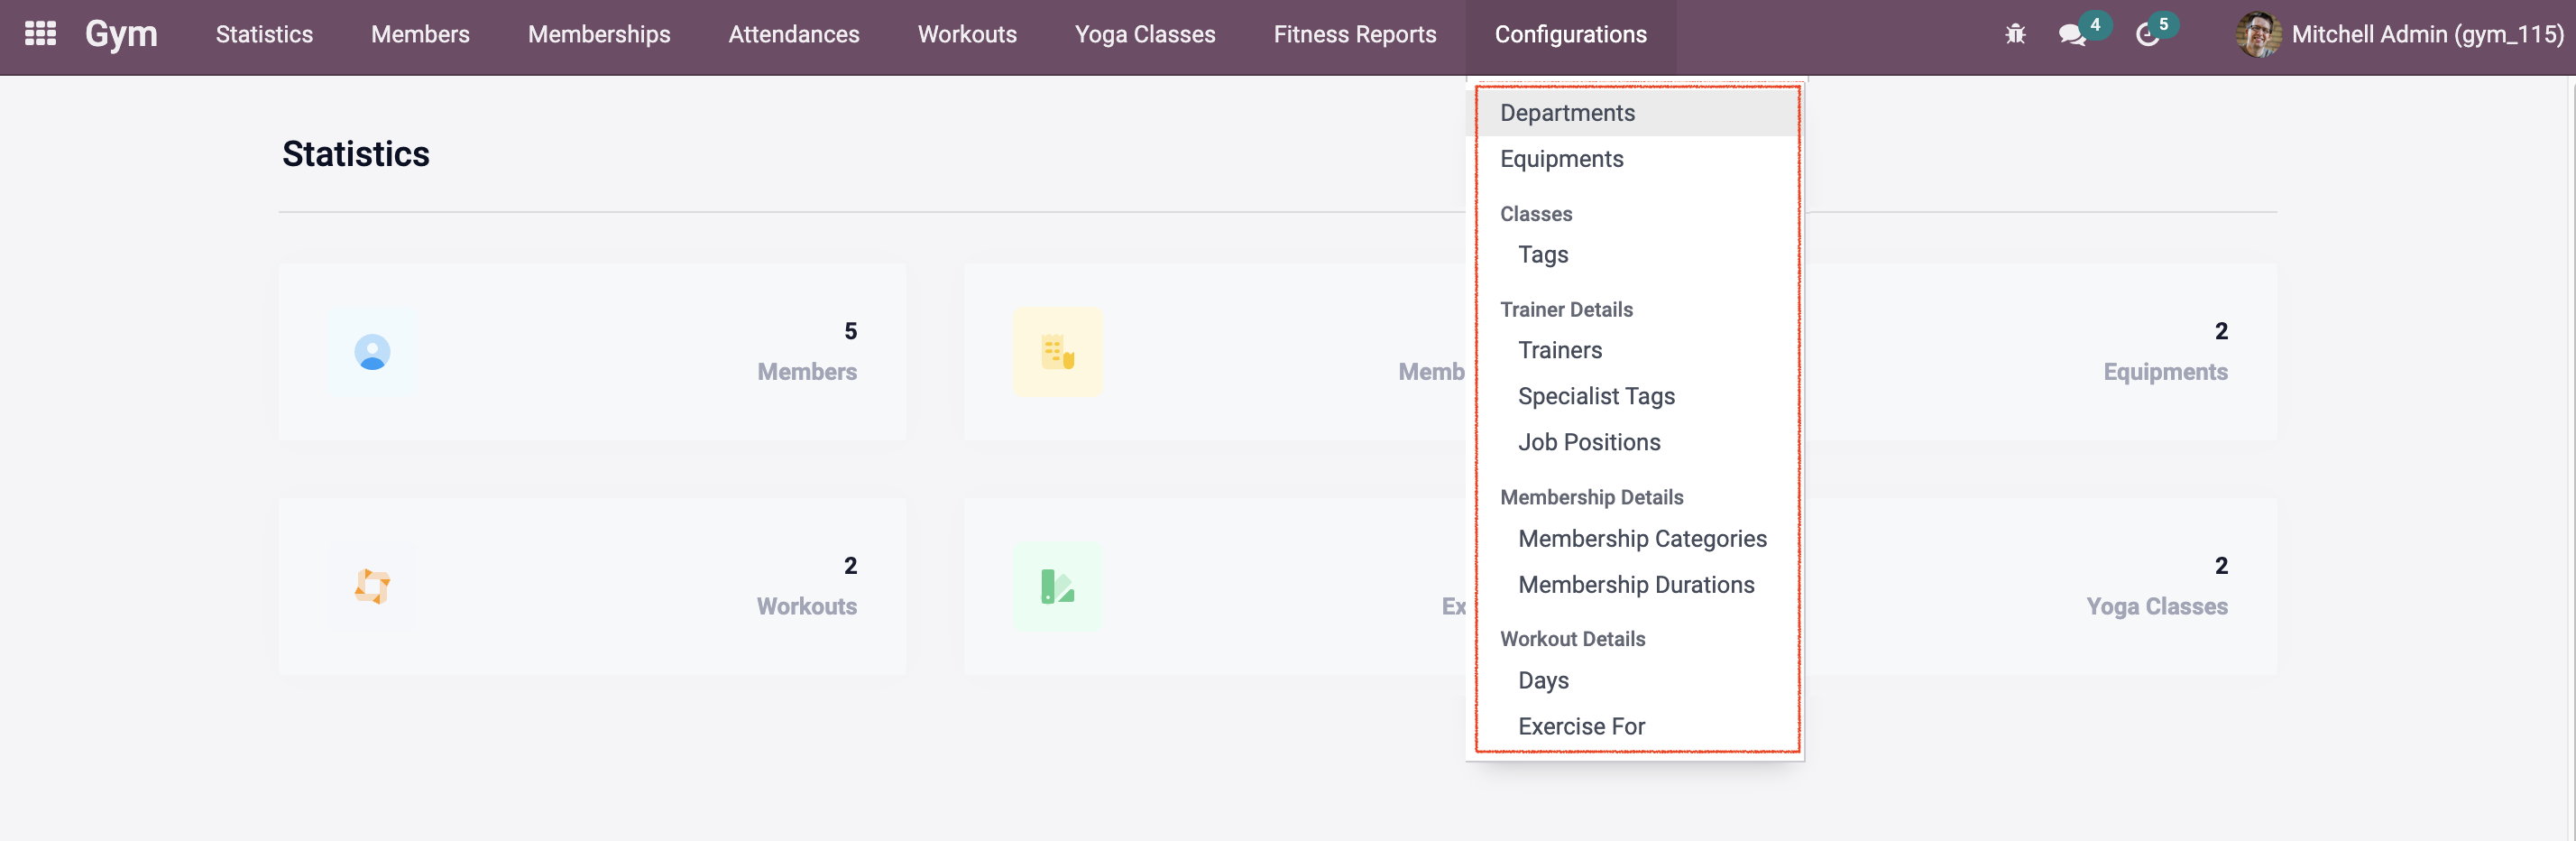 Gym Statistics Members Memberships Attendances Workouts Yoga Classes Fitness Reports Configurations 4 5 Mitchell Admin (gym_115)
Departments
Equipments
Classes
Tags
Trainer Details
Trainers
Specialist Tags
Job Positions
Membership Details
Membership Categories
Membership Durations
Workout Details
Days
Exercise For
Statistics
5
Members
Memb
2
Equipments
2
Workouts
Ex
2
Yoga Classes